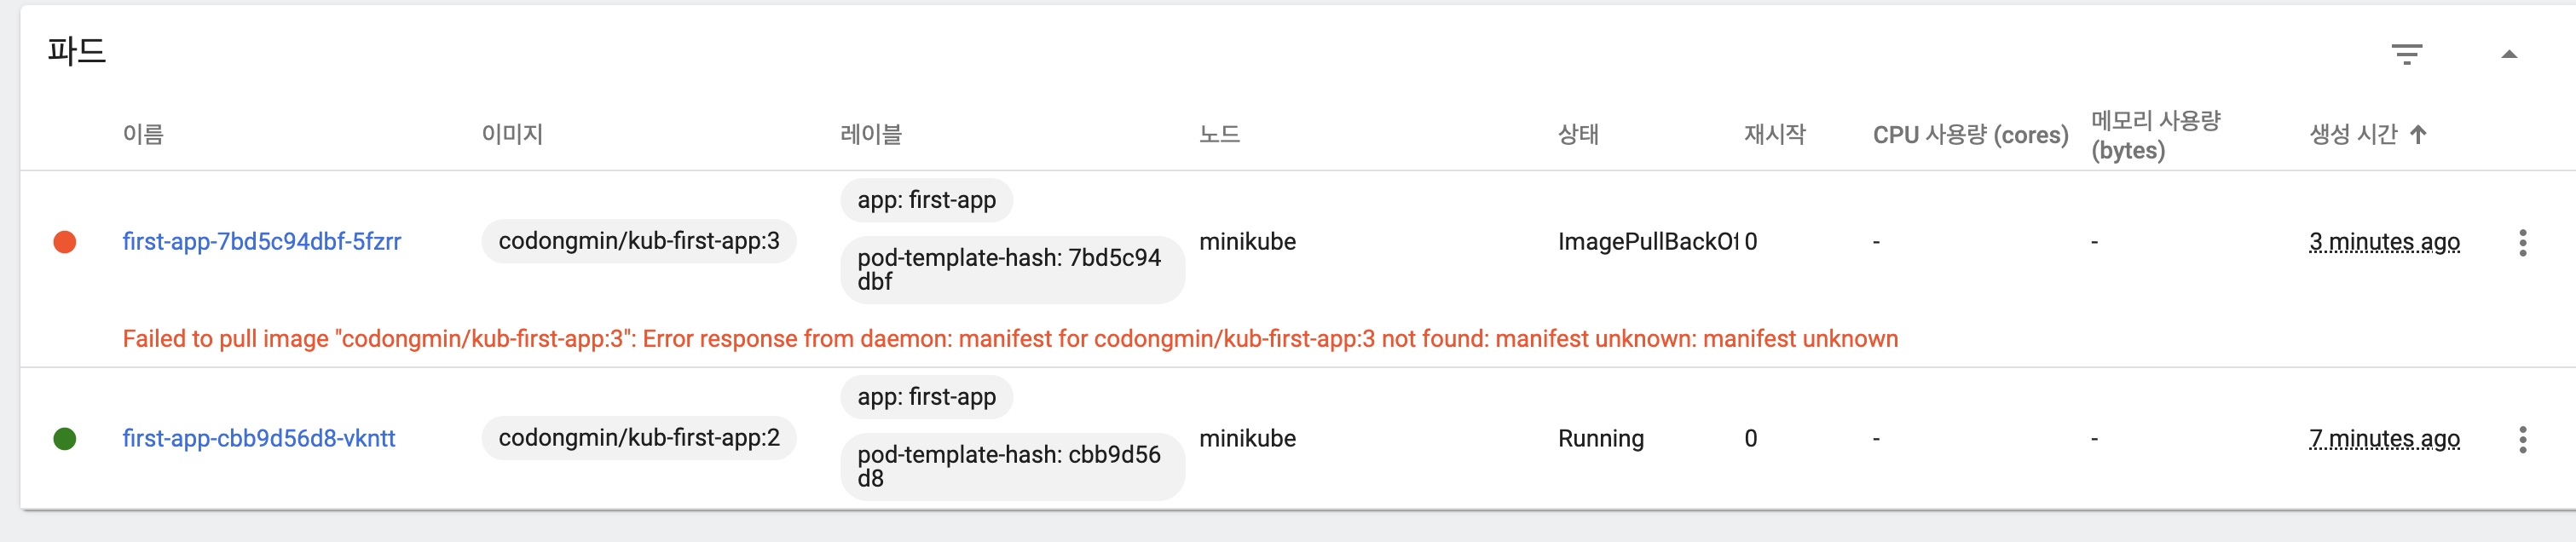 파드
이름 이미지 레이블 노드 상태 재시작 CPU 사용량 (cores) 메모리 사용량 (bytes) 생성 시간
first-app-7bd5c94dbf-5fzrr codongmin/kub-first-app:3 app: first-app pod-template-hash: 7bd5c94dbf minikube ImagePullBackOf 0 - - 3 minutes ago
Failed to pull image "codongmin/kub-first-app:3": Error response from daemon: manifest for codongmin/kub-first-app:3 not found: manifest unknown: manifest unknown
first-app-cbb9d56d8-vkntt codongmin/kub-first-app:2 app: first-app pod-template-hash: cbb9d56d8 minikube Running 0 - - 7 minutes ago